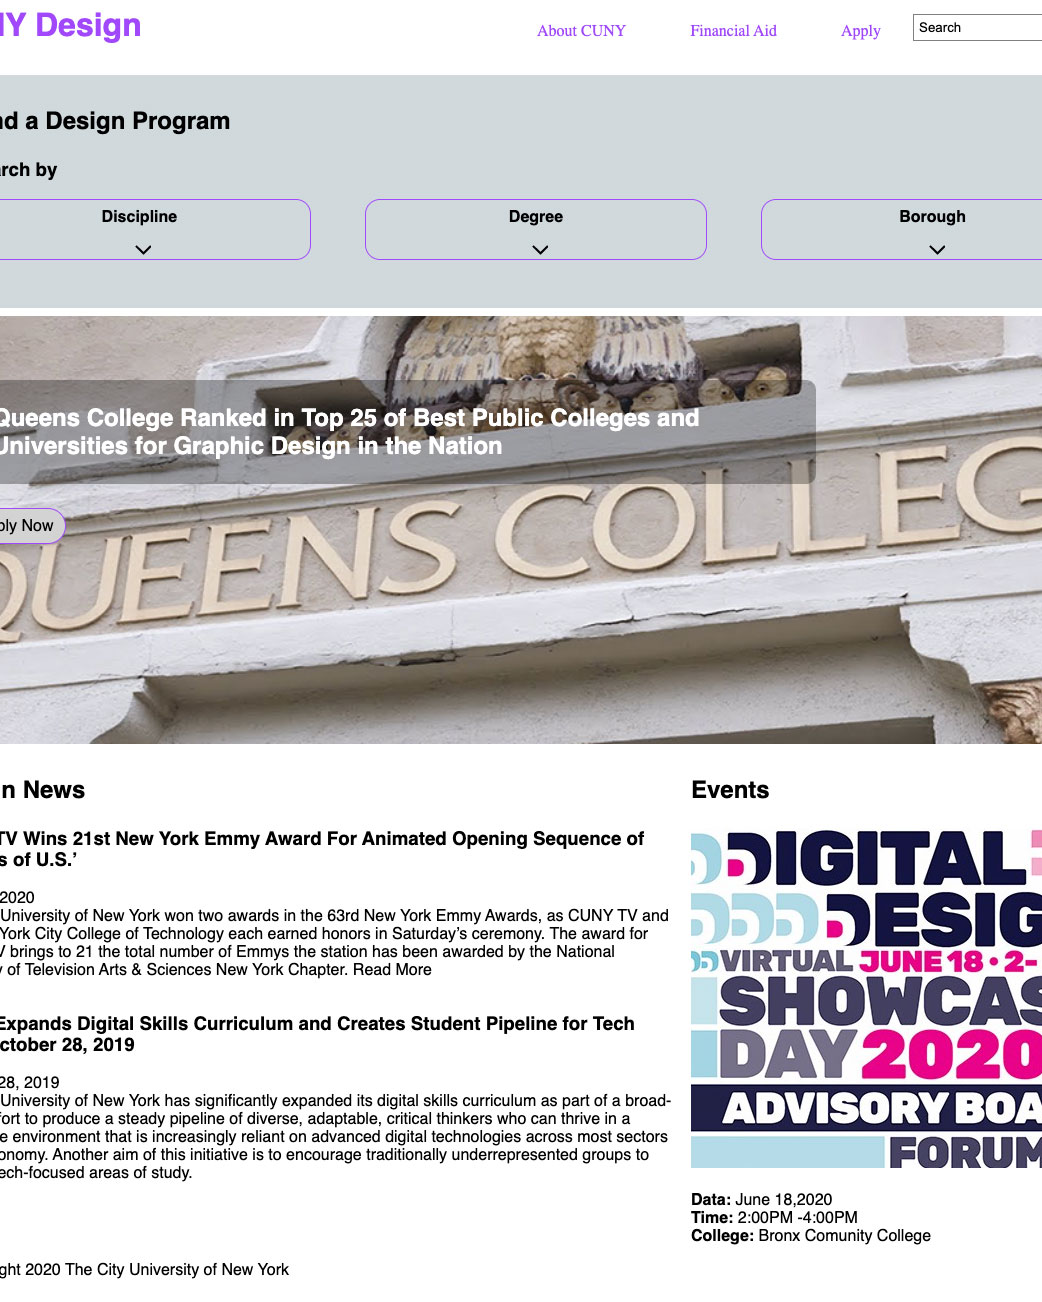 NY Design
About CUNY Financial Aid Apply Search
nd a Design Program
arch by
Discipline Degree Borough
Queens College Ranked in Top 25 of Best Public Colleges and
Universities for Graphic Design in the Nation
ply Now
QUEENS COLLEG
n News
TV Wins 21st New York Emmy Award For Animated Opening Sequence of
s of U.S.’
2020
University of New York won two awards in the 63rd New York Emmy Awards, as CUNY TV and
York City College of Technology each earned honors in Saturday’s ceremony. The award for
V brings to 21 the total number of Emmys the station has been awarded by the National
y of Television Arts & Sciences New York Chapter. Read More
Expands Digital Skills Curriculum and Creates Student Pipeline for Tech
ctober 28, 2019
28, 2019
University of New York has significantly expanded its digital skills curriculum as part of a broad-
fort to produce a steady pipeline of diverse, adaptable, critical thinkers who can thrive in a
e environment that is increasingly reliant on advanced digital technologies across most sectors
onomy. Another aim of this initiative is to encourage traditionally underrepresented groups to
ech-focused areas of study.
Events
DIGITAL
DESIG
VIRTUAL JUNE 18 • 2-
SHOWCAS
DAY 2020
ADVISORY BOA
FORUM
Data: June 18,2020
Time: 2:00PM -4:00PM
College: Bronx Comunity College
ght 2020 The City University of New York